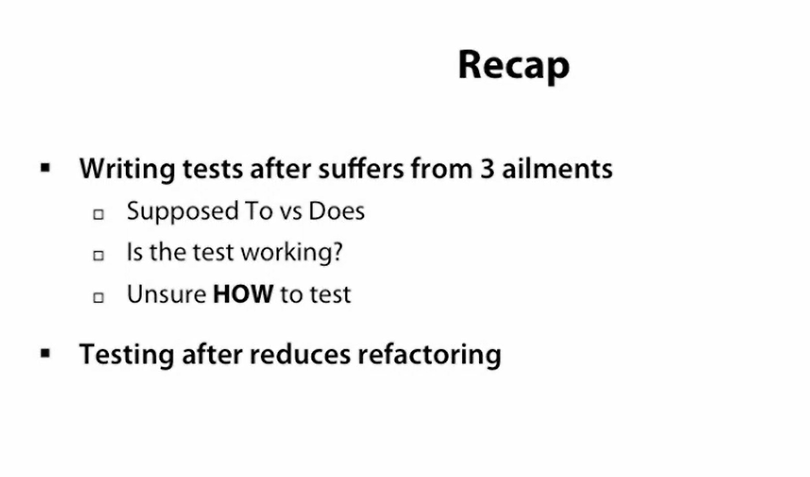 Recap
Writing tests after suffers from 3 ailments
Supposed To vs Does
Is the test working?
Unsure HOW to test
Testing after reduces refactoring